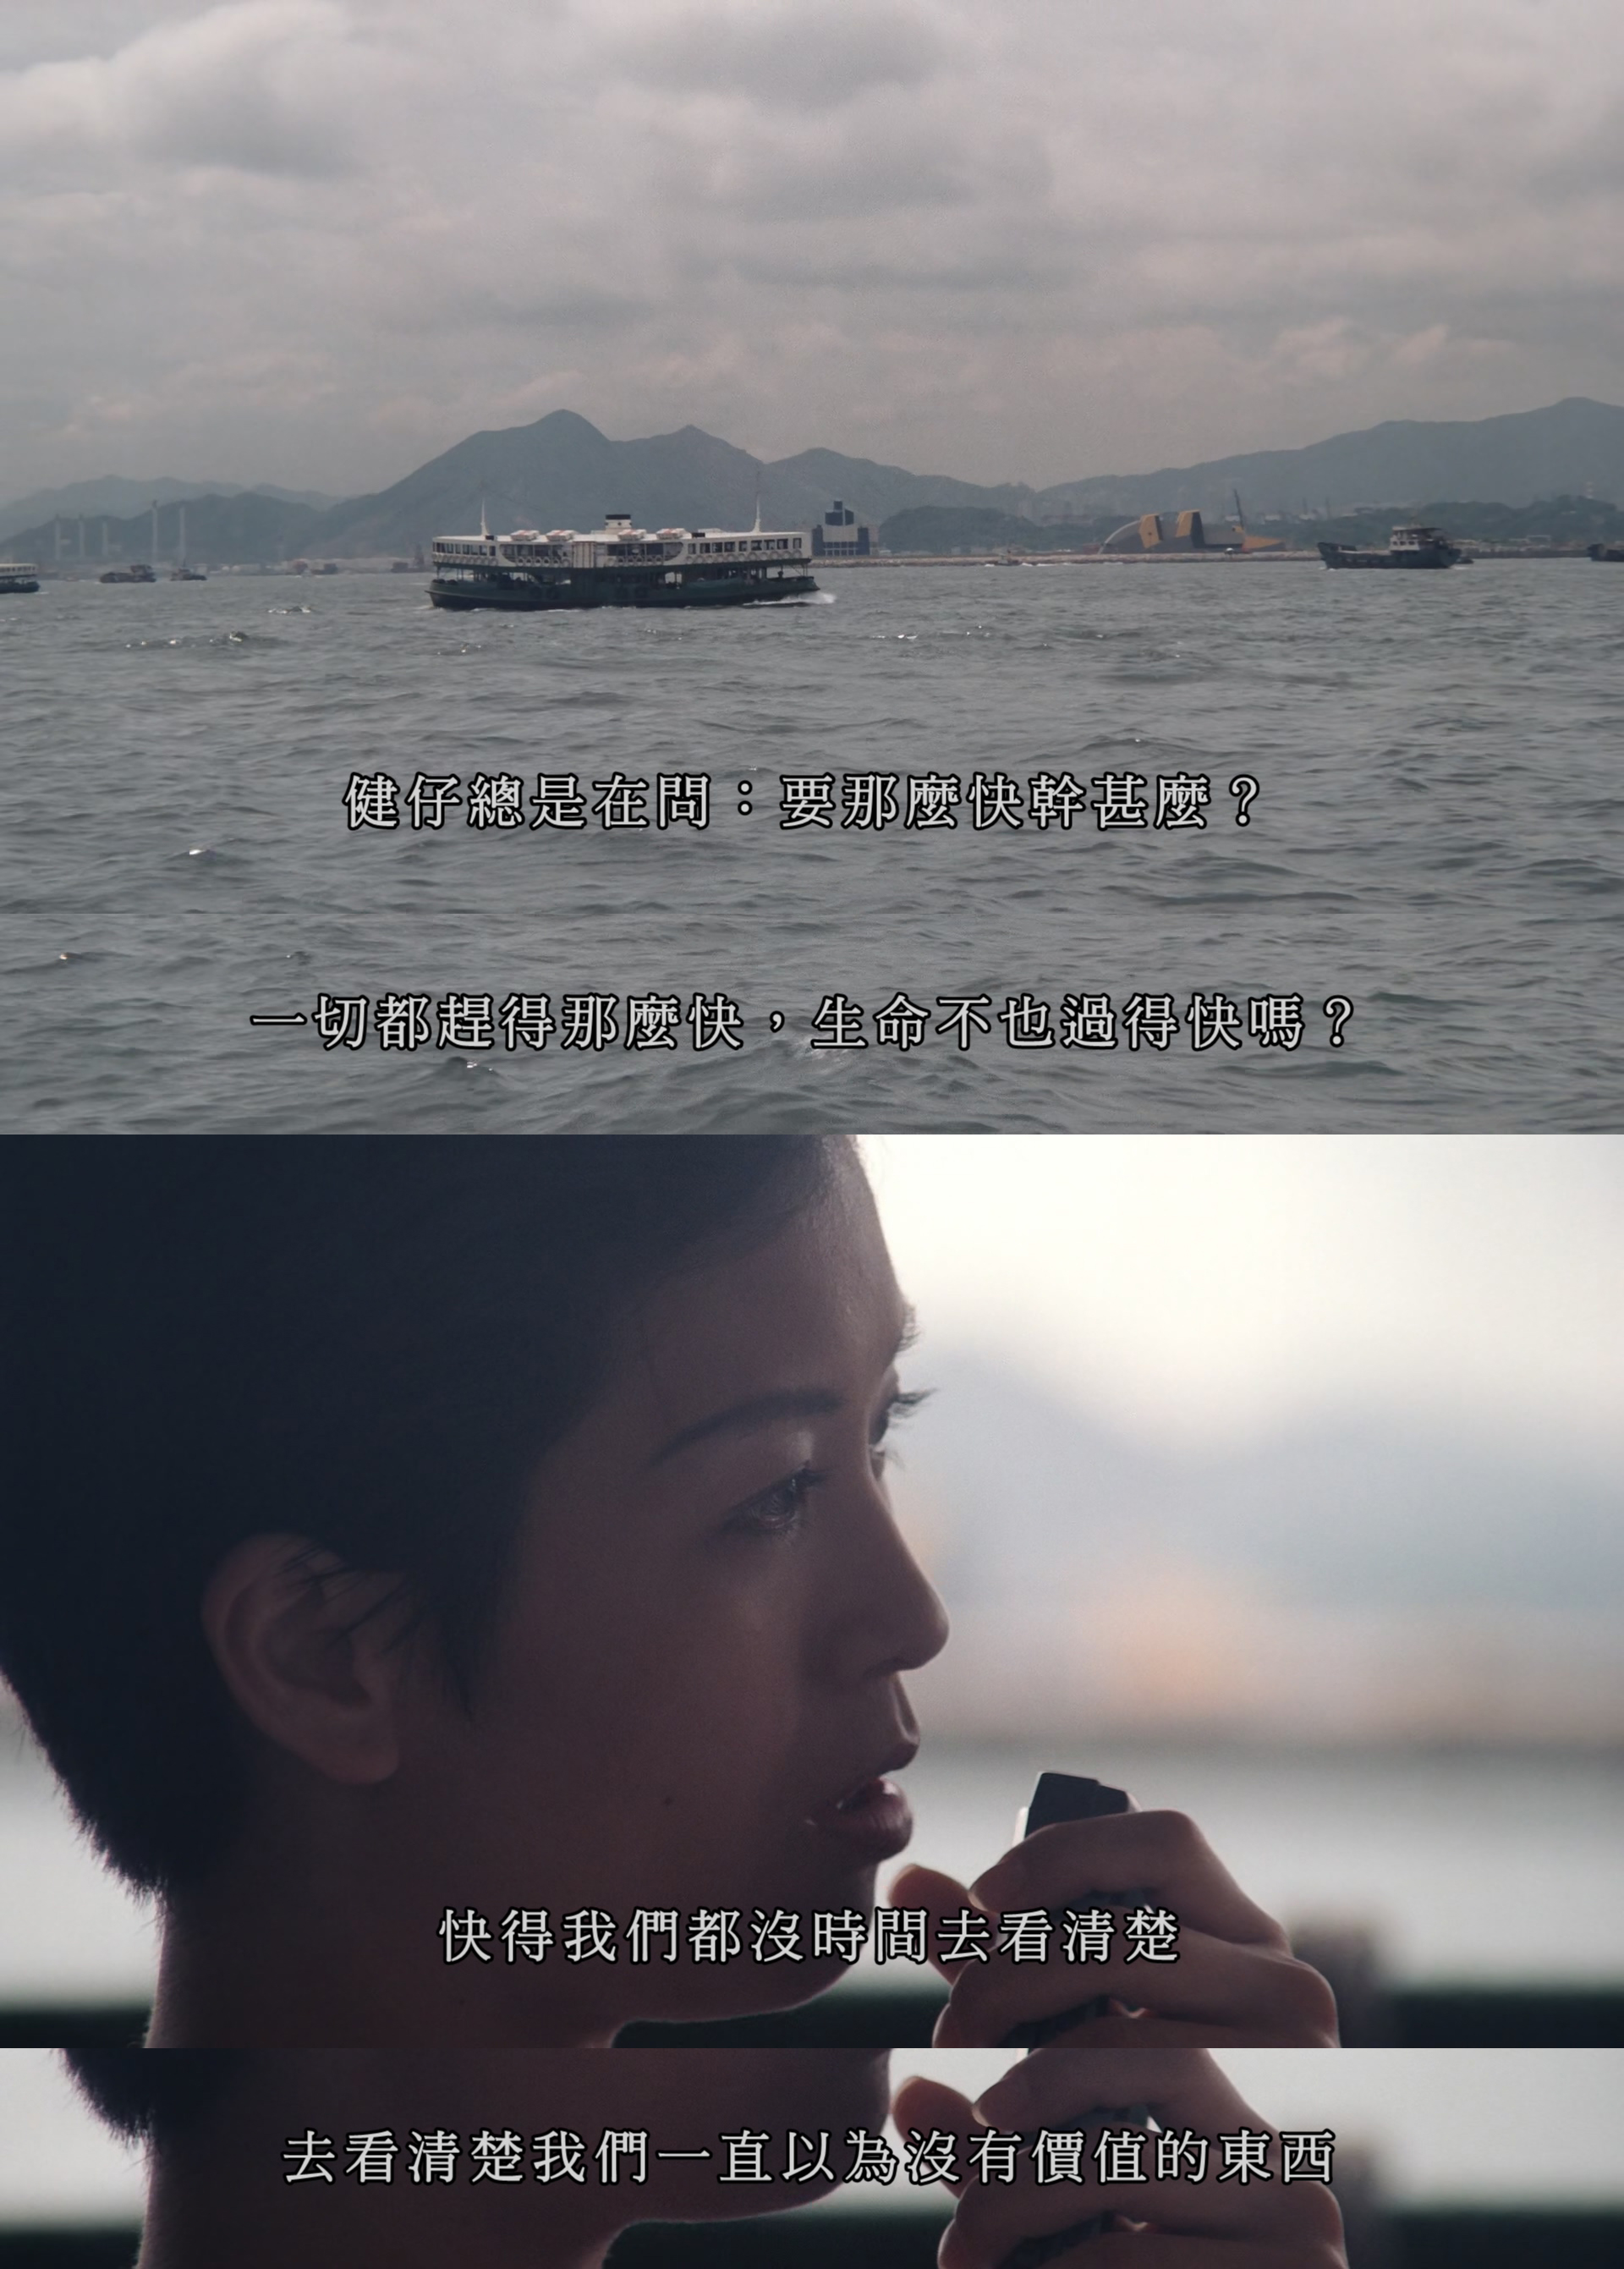 健仔總是在問：要那麼快幹甚麼？
一切都趕得那麼快，生命不也過得快嗎？
快得我們都沒時間去看清楚
去看清楚我們一直以為沒有價值的東西